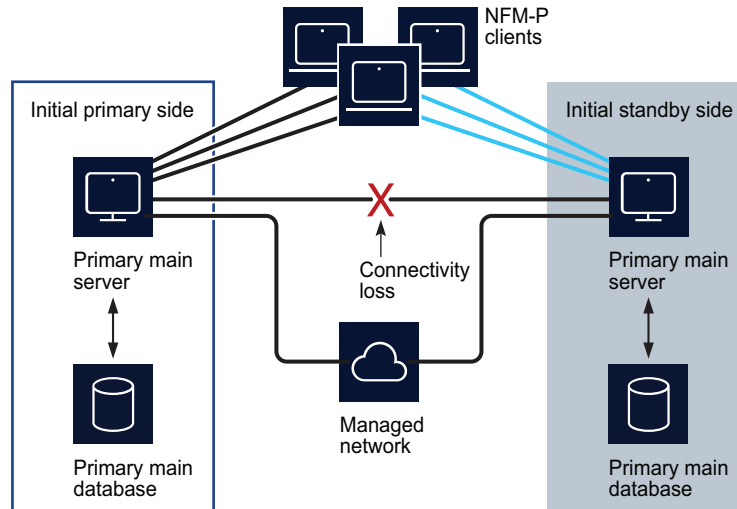 NFM-P
clients
Initial primary side
Initial standby side
X
Primary main
server
Connectivity
loss
Primary main
server
Managed
network
Primary main
database
Primary main
database